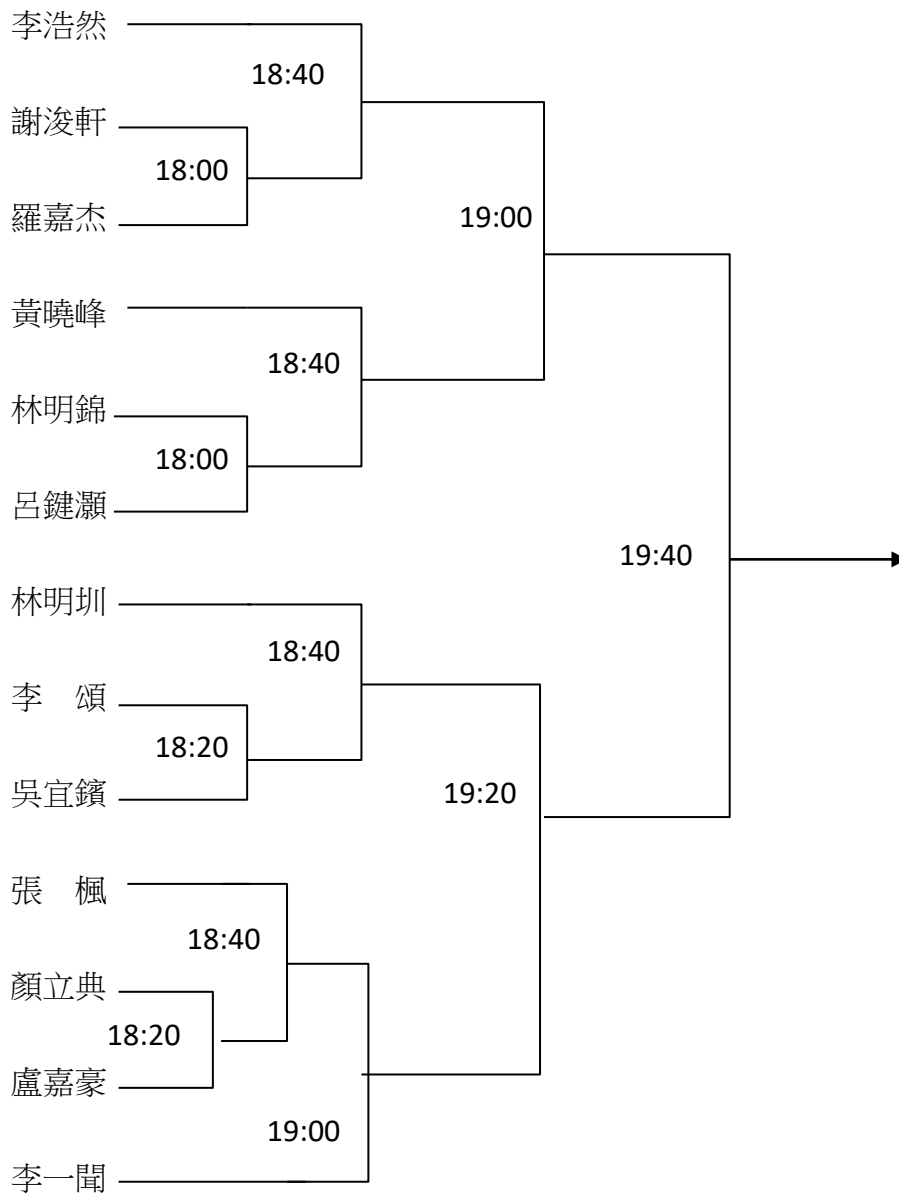 李浩然
18:40
謝浚軒
18:00
羅嘉杰
19:00
黃曉峰
18:40
林明錦
18:00
呂鍵灝
19:40
林明圳
18:40
李　頌
18:20
吳宜鑌
19:20
張　楓
18:40
顏立典
18:20
盧嘉豪
19:00
李一聞